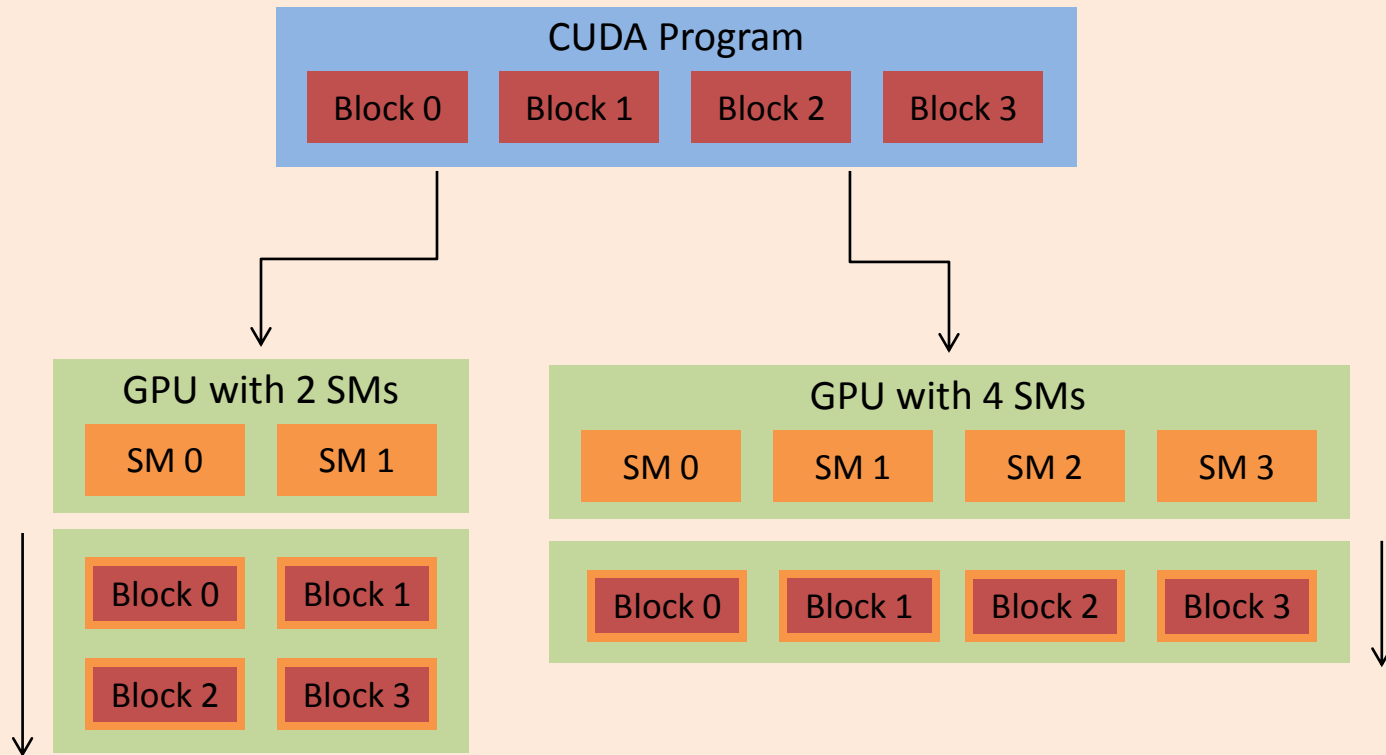 CUDA Program
Block 0 Block 1 Block 2 Block 3
GPU with 2 SMs
SM 0 SM 1
Block 0 Block 1
Block 2 Block 3
GPU with 4 SMs
SM 0 SM 1 SM 2 SM 3
Block 0 Block 1 Block 2 Block 3